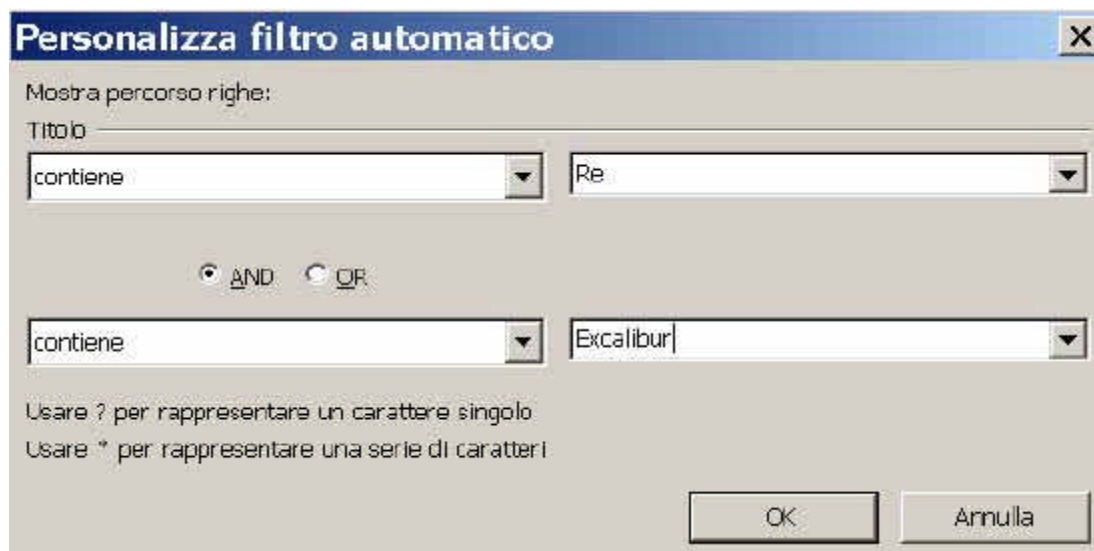 Personalizza filtro automatico
Mostra percorso righe:
Titolo
contiene Re
AND OR
contiene Excalibur
Usare ? per rappresentare un carattere singolo
Usare * per rappresentare una serie di caratteri
OK Annulla